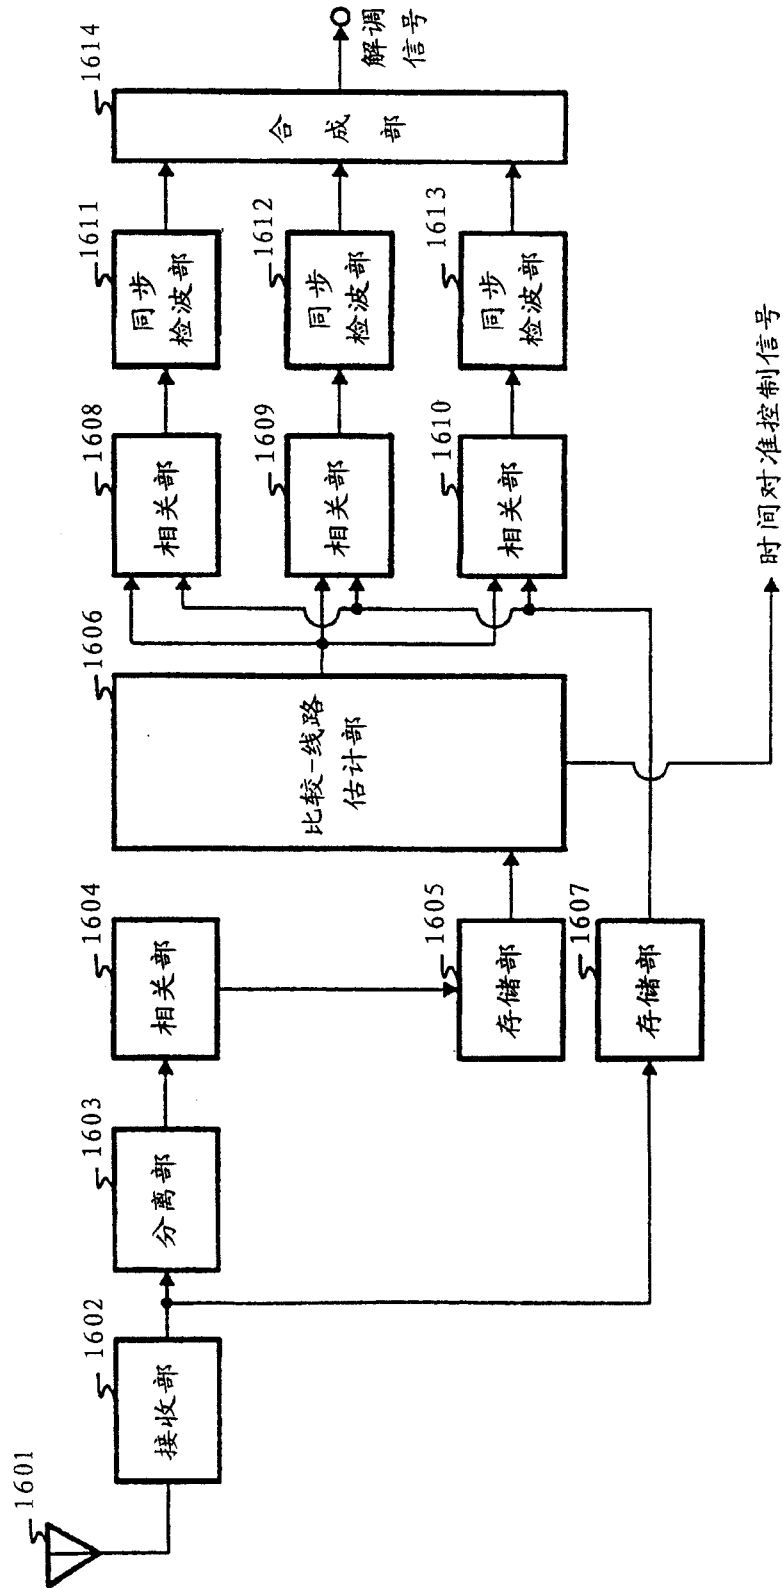 1601
1602
接收部
1603
分离部
1604
相关部
1605
存储部
1607
存储部
1606
比较-线路
估计部
1608
相关部
1609
相关部
1610
相关部
1611
同步
检波部
1612
同步
检波部
1613
同步
检波部
1614
合成部
解调
信号
时间对准控制信号